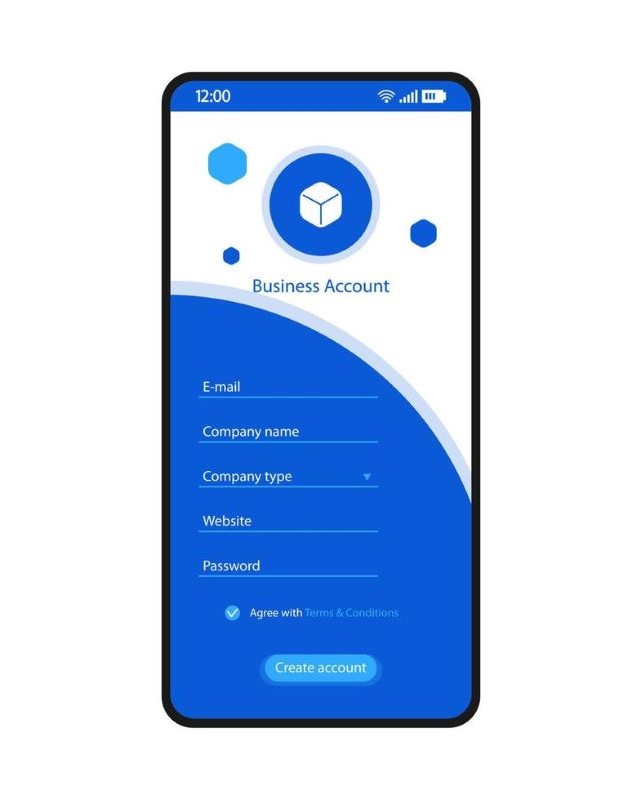 12:00
Business Account
E-mail
Company name
Company type
Website
Password
Agree with Terms & Conditions
Create account